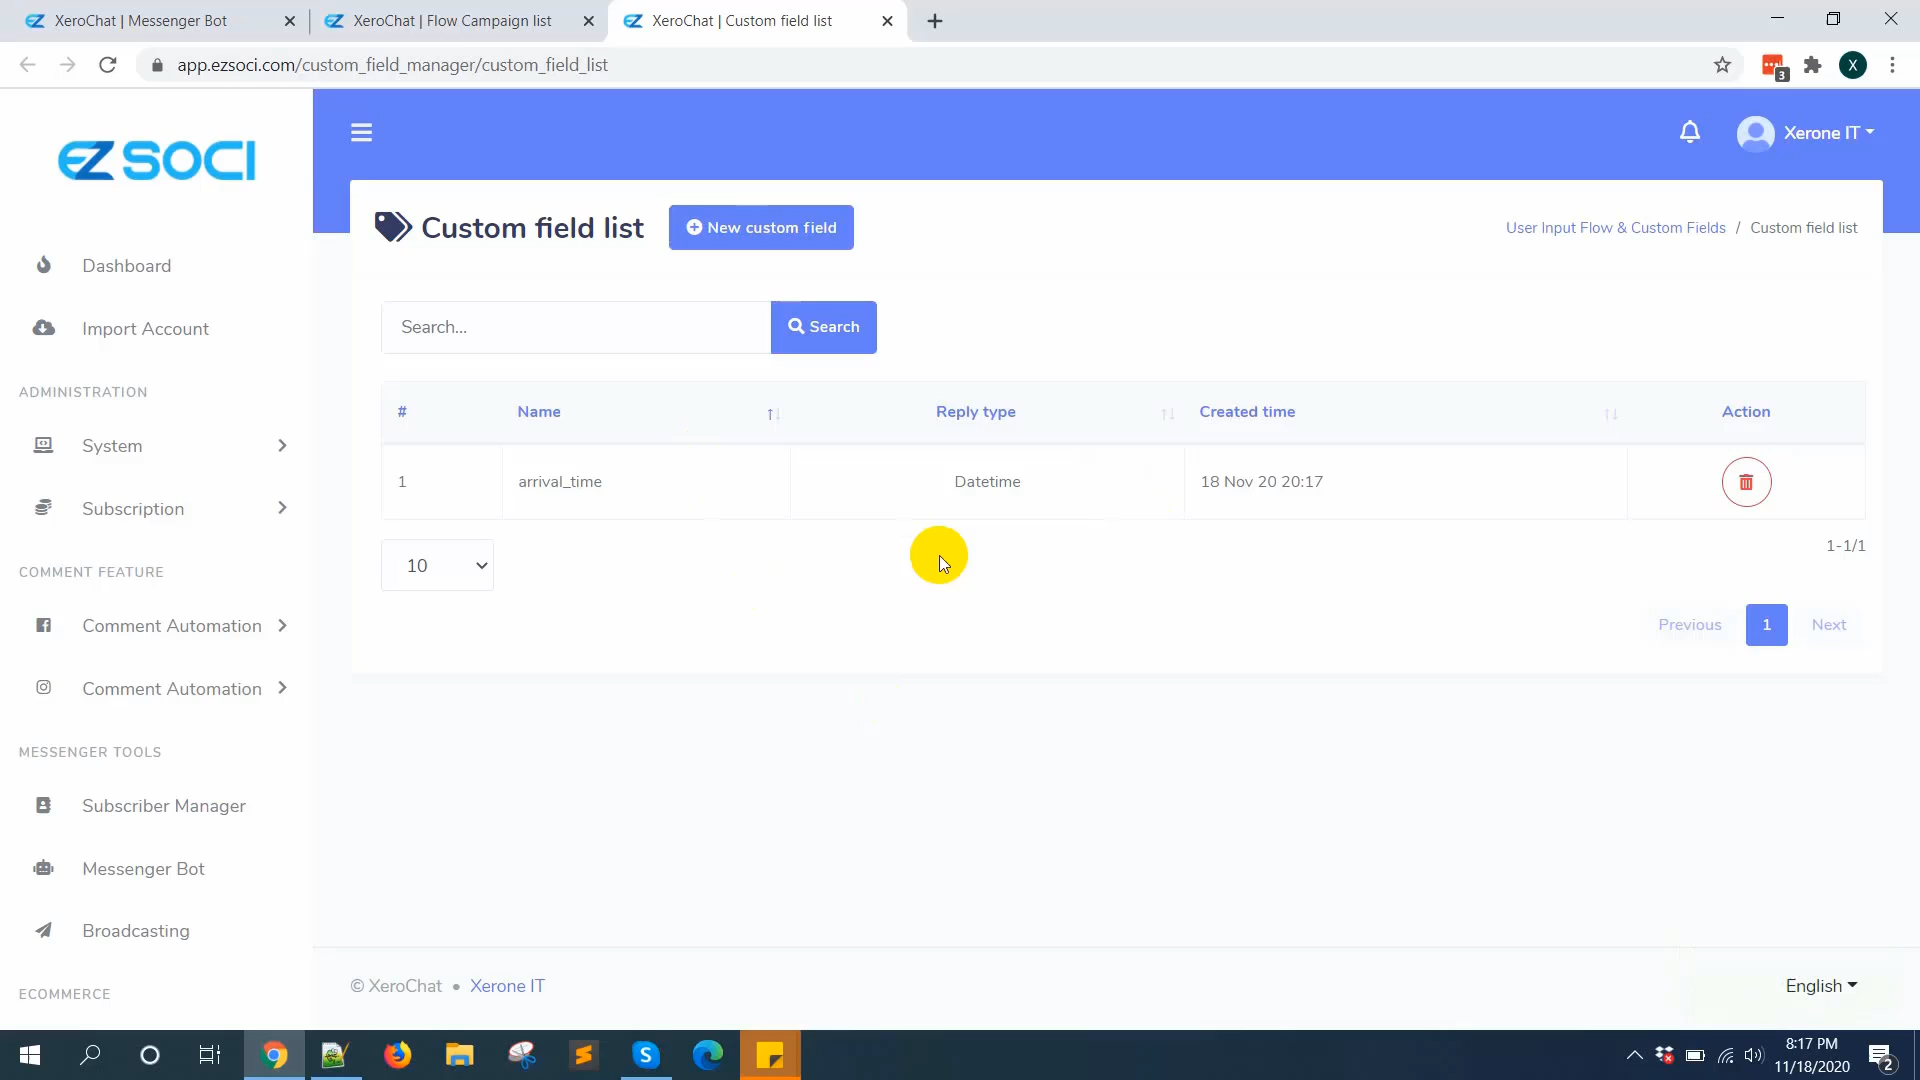 XeroChat | Messenger Bot
XeroChat | Flow Campaign list
XeroChat | Custom field list
app.ezsoci.com/custom_field_manager/custom_field_list
3
X
EZ SOCI
Xerone IT
Custom field list
New custom field
User Input Flow & Custom Fields / Custom field list
Dashboard
Import Account
ADMINISTRATION
System
Subscription
COMMENT FEATURE
Comment Automation
Comment Automation
MESSENGER TOOLS
Subscriber Manager
Messenger Bot
Broadcasting
ECOMMERCE
Search...
Search
# Name Reply type Created time Action
1 arrival_time Datetime 18 Nov 20 20:17
10
1-1/1
Previous 1 Next
© XeroChat • Xerone IT
English
S
8:17 PM
11/18/2020
2